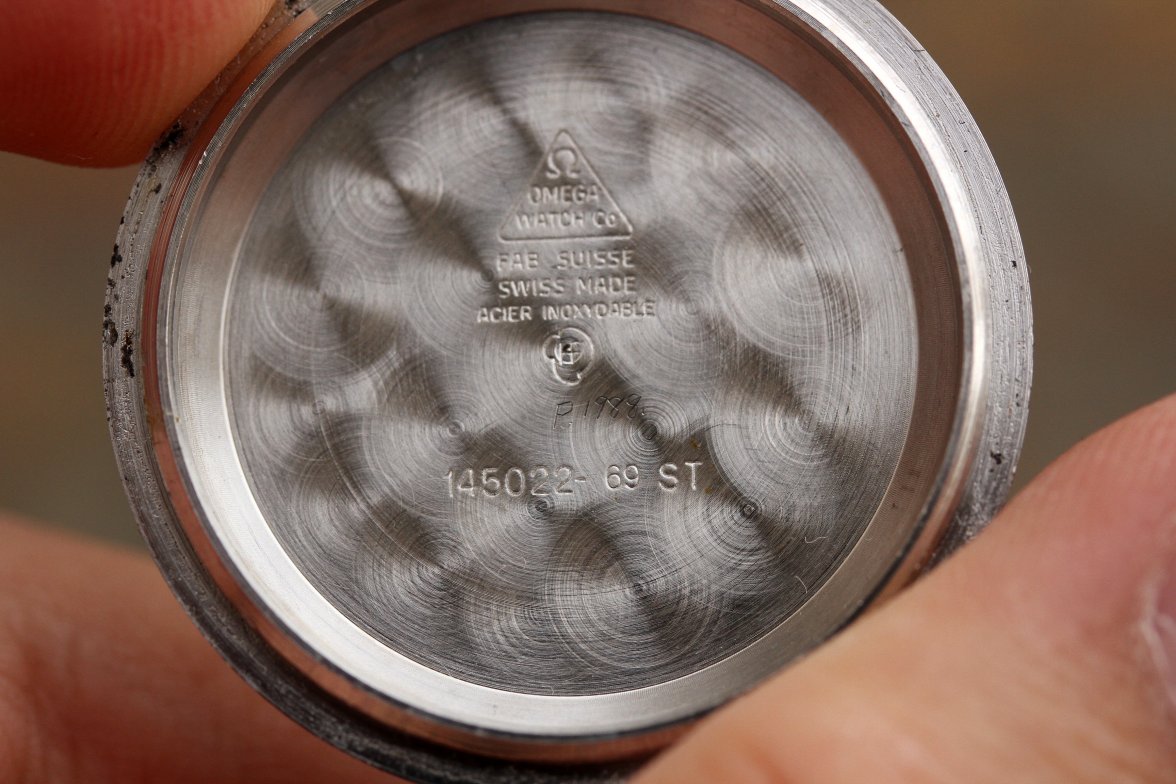 Ω
OMEGA
WATCH Co
FAB. SUISSE
SWISS MADE
ACIER INOXYDABLE
145022- 69 ST